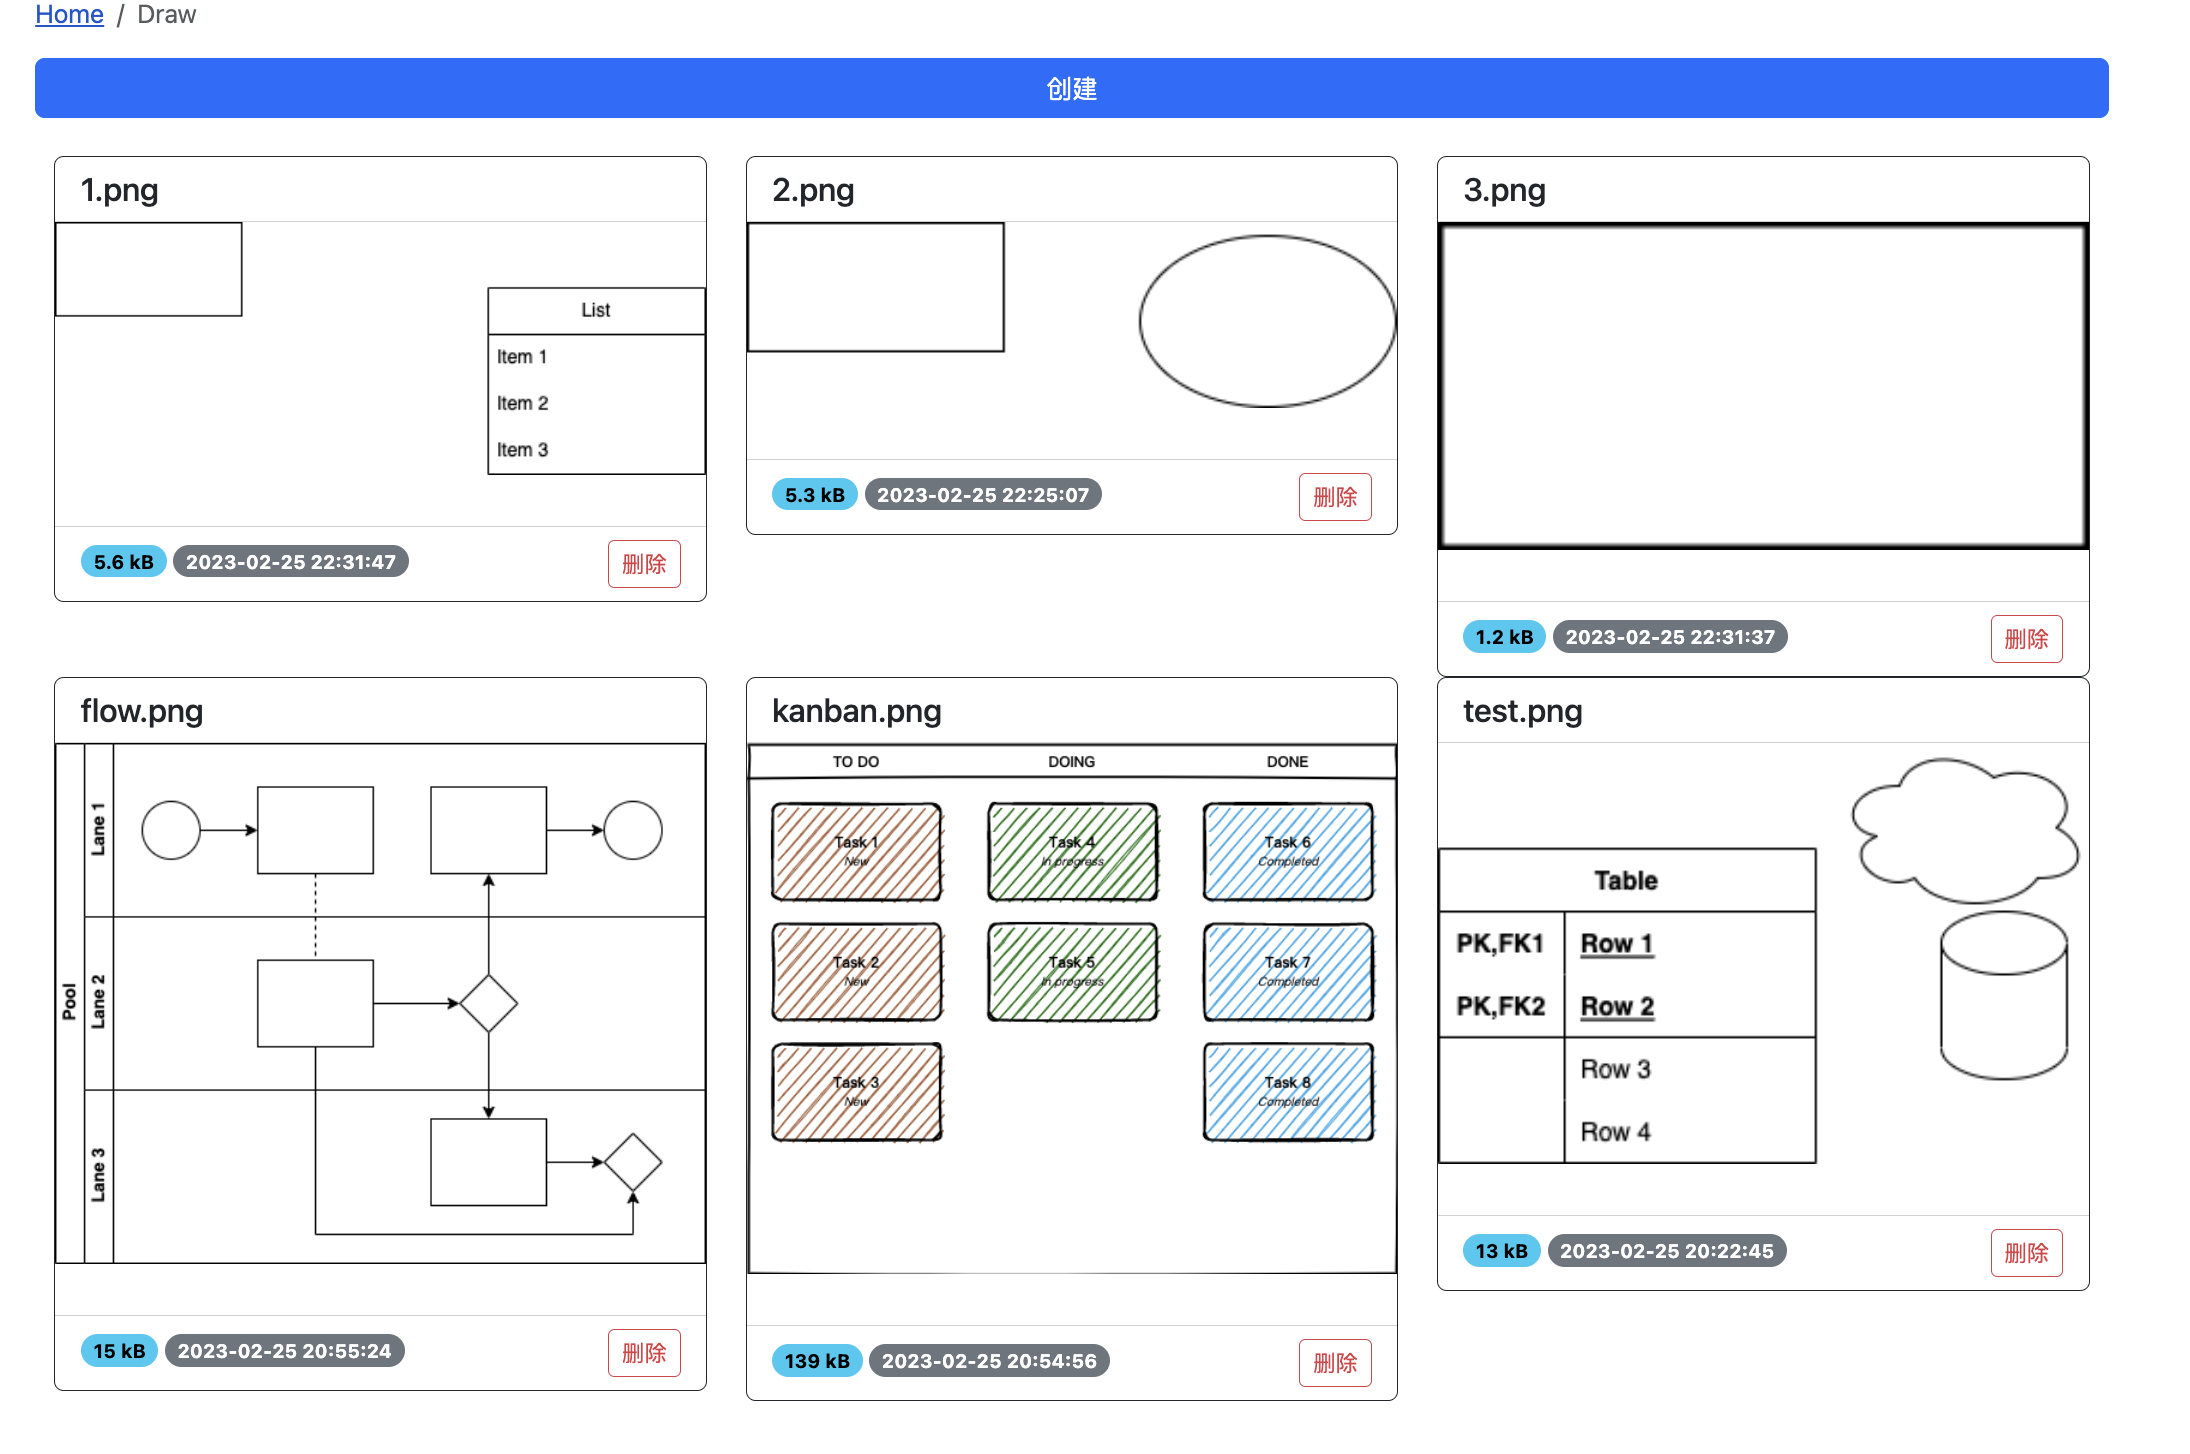 Home / Draw
创建
1.png
List
Item 1
Item 2
Item 3
5.6 kB 2023-02-25 22:31:47 删除
2.png
5.3 kB 2023-02-25 22:25:07 删除
3.png
1.2 kB 2023-02-25 22:31:37 删除
flow.png
Pool
Lane 1
Lane 2
Lane 3
15 kB 2023-02-25 20:55:24 删除
kanban.png
TO DO DOING DONE
Task 1 Task 4 Task 6
New In progress Completed
Task 2 Task 5 Task 7
New In progress Completed
Task 3 Task 8
New Completed
139 kB 2023-02-25 20:54:56 删除
test.png
Table
PK,FK1 Row 1
PK,FK2 Row 2
Row 3
Row 4
13 kB 2023-02-25 20:22:45 删除